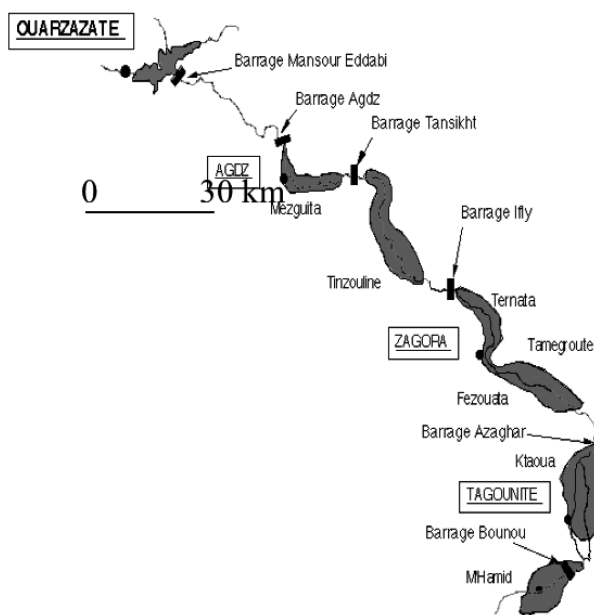 OUARZAZATE
Barrage Mansour Eddabi
Barrage Agdz
Barrage Tansikht
AGDZ
0 30 km
Mezguita
Barrage Ifly
Tinzouline
Ternata
ZAGORA
Tamegroute
Fezouata
Barrage Azaghar
Ktaoua
TAGOUNITE
Barrage Bounou
M'Hamid